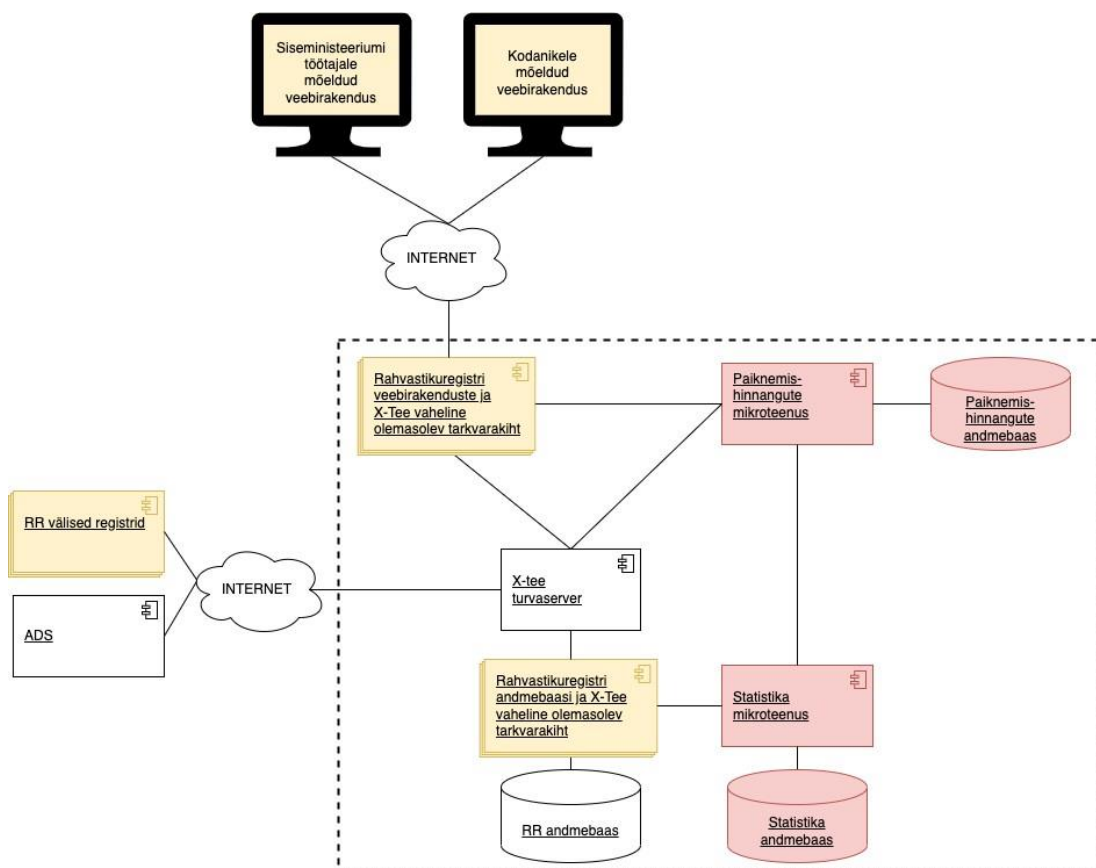 Siseministeeriumi
töötajale
mõeldud
veebirakendus
Kodanikele
mõeldud
veebirakendus
INTERNET
Rahvastikuregistri
veebirakenduste ja
X-Tee vaheline
olemasolev tarkvarakiht
Paiknemis-
hinnangute
mikroteenus
Paiknemis-
hinnangute
andmebaas
RR välised registrid
ADS
INTERNET
X-tee
turvaserver
Rahvastikuregistri
andmebaasi ja X-Tee
vaheline olemasolev
tarkvarakiht
Statistika
mikroteenus
RR andmebaas
Statistika
andmebaas